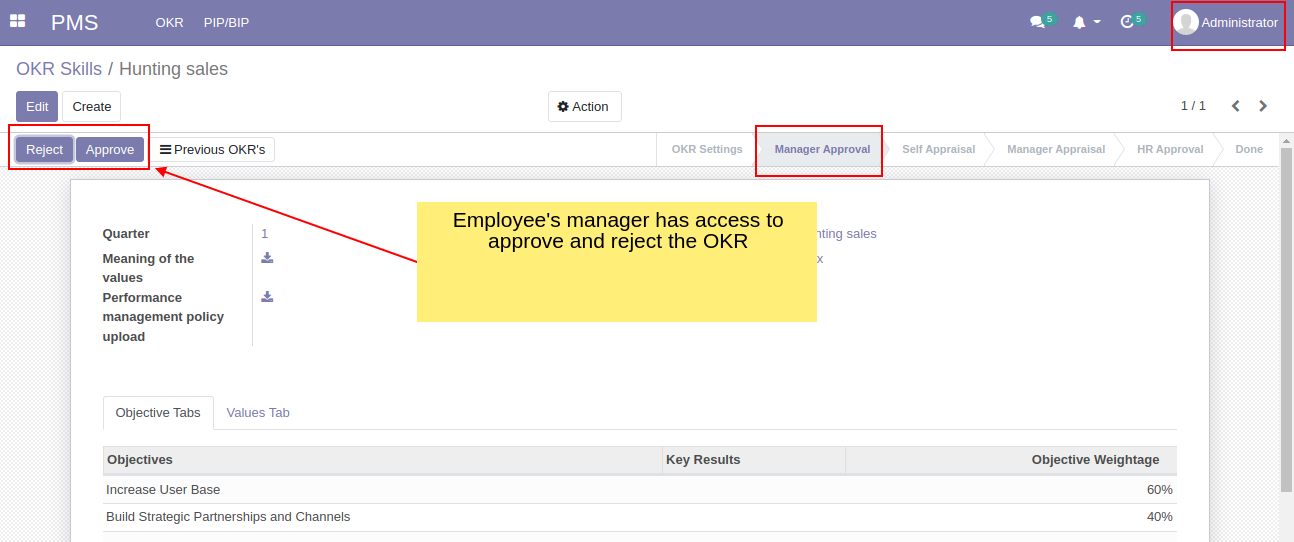 PMS OKR PIP/BIP 5 5 Administrator
OKR Skills / Hunting sales
Edit Create Action 1 / 1
Reject Approve Previous OKR's OKR Settings Manager Approval Self Appraisal Manager Appraisal HR Approval Done
Employee's manager has access to
approve and reject the OKR
Quarter 1 nting sales
Meaning of the x
values
Performance
management policy
upload
Objective Tabs Values Tab
Objectives Key Results Objective Weightage
Increase User Base 60%
Build Strategic Partnerships and Channels 40%